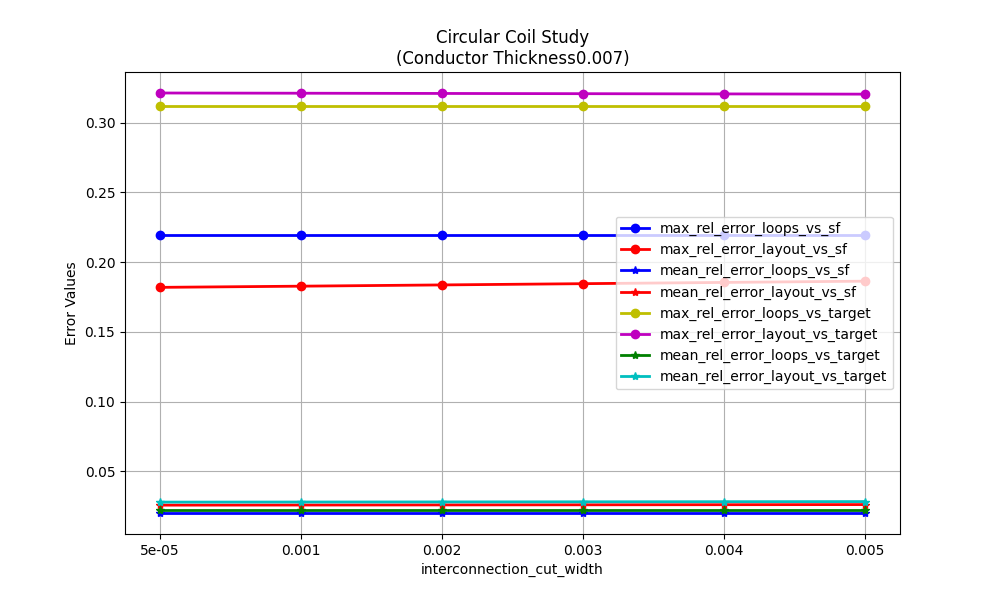 Circular Coil Study
(Conductor Thickness0.007)
Error Values
0.30
0.25
0.20
0.15
0.10
0.05
max_rel_error_loops_vs_sf
max_rel_error_layout_vs_sf
mean_rel_error_loops_vs_sf
mean_rel_error_layout_vs_sf
max_rel_error_loops_vs_target
max_rel_error_layout_vs_target
mean_rel_error_loops_vs_target
mean_rel_error_layout_vs_target
5e-05 0.001 0.002 0.003 0.004 0.005
interconnection_cut_width